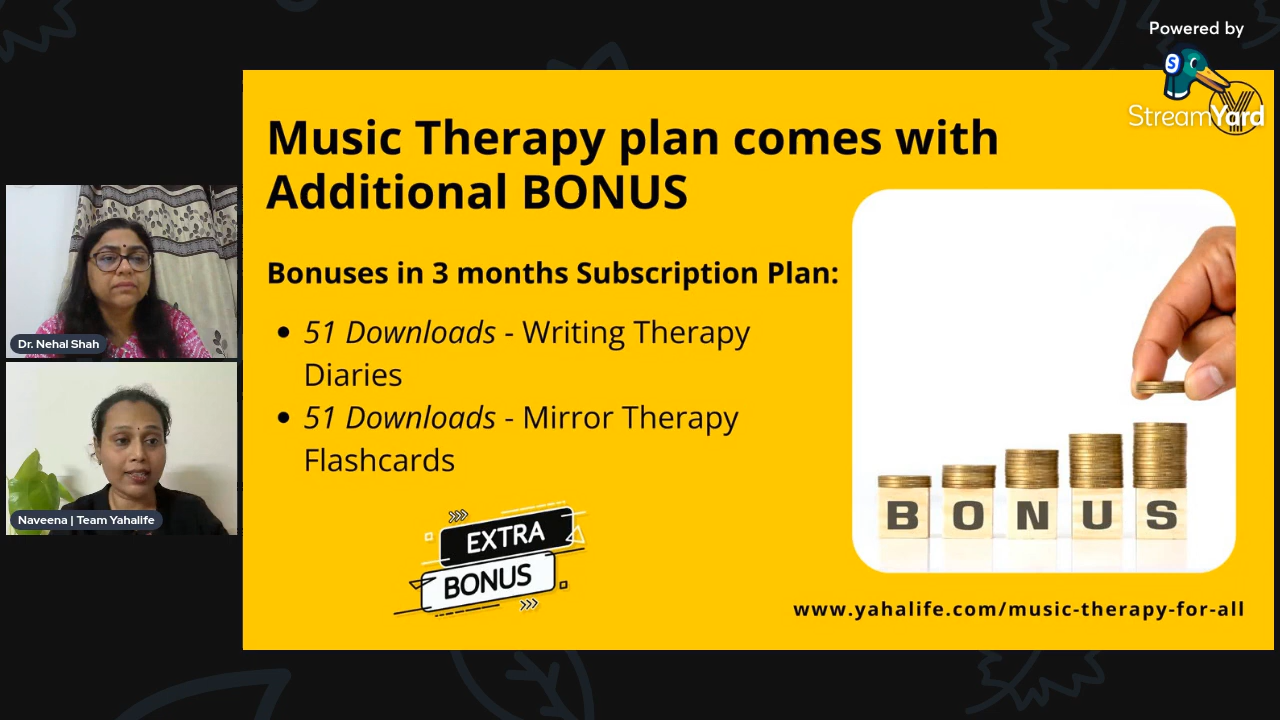 Powered by
StreamYard
Music Therapy plan comes with
Additional BONUS
Bonuses in 3 months Subscription Plan:
51 Downloads - Writing Therapy
Diaries
51 Downloads - Mirror Therapy
Flashcards
EXTRA
BONUS
BONUS
www.yahalife.com/music-therapy-for-all
Dr. Nehal Shah
Naveena | Team Yahalife